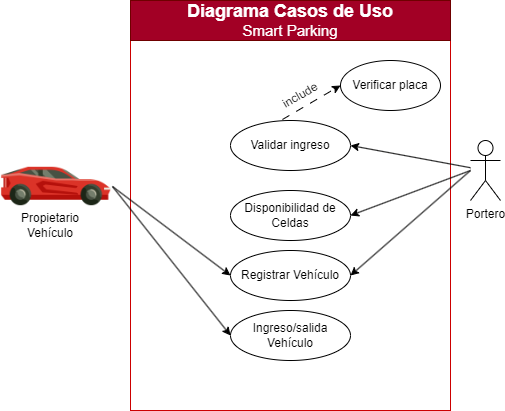 Diagrama Casos de Uso
Smart Parking
Verificar placa
include
Validar ingreso
Disponibilidad de
Celdas
Portero
Propietario
Vehículo
Registrar Vehículo
Ingreso/salida
Vehículo